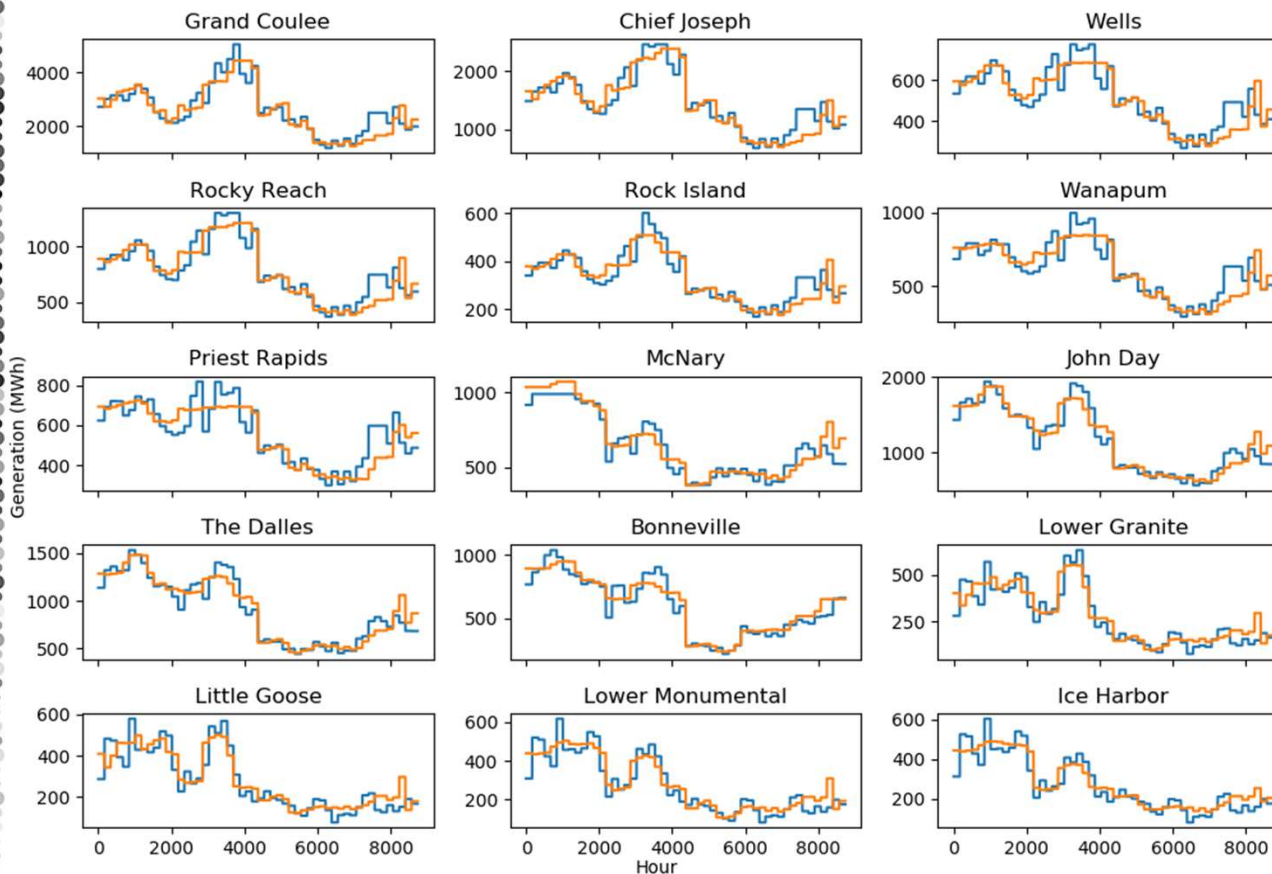 Grand Coulee Chief Joseph Wells
4000 2000 600
2000 1000 400
Rocky Reach Rock Island Wanapum
1000 600 1000
500 400 500
200
Priest Rapids McNary John Day
800 1000 2000
600 500 1000
400
Generation (MWh)
The Dalles Bonneville Lower Granite
1500 1000 500
1000 500 250
500
Little Goose Lower Monumental Ice Harbor
600 600 600
400 400 400
200 200 200
0 2000 4000 6000 8000 0 2000 4000 6000 8000 0 2000 4000 6000 8000
Hour